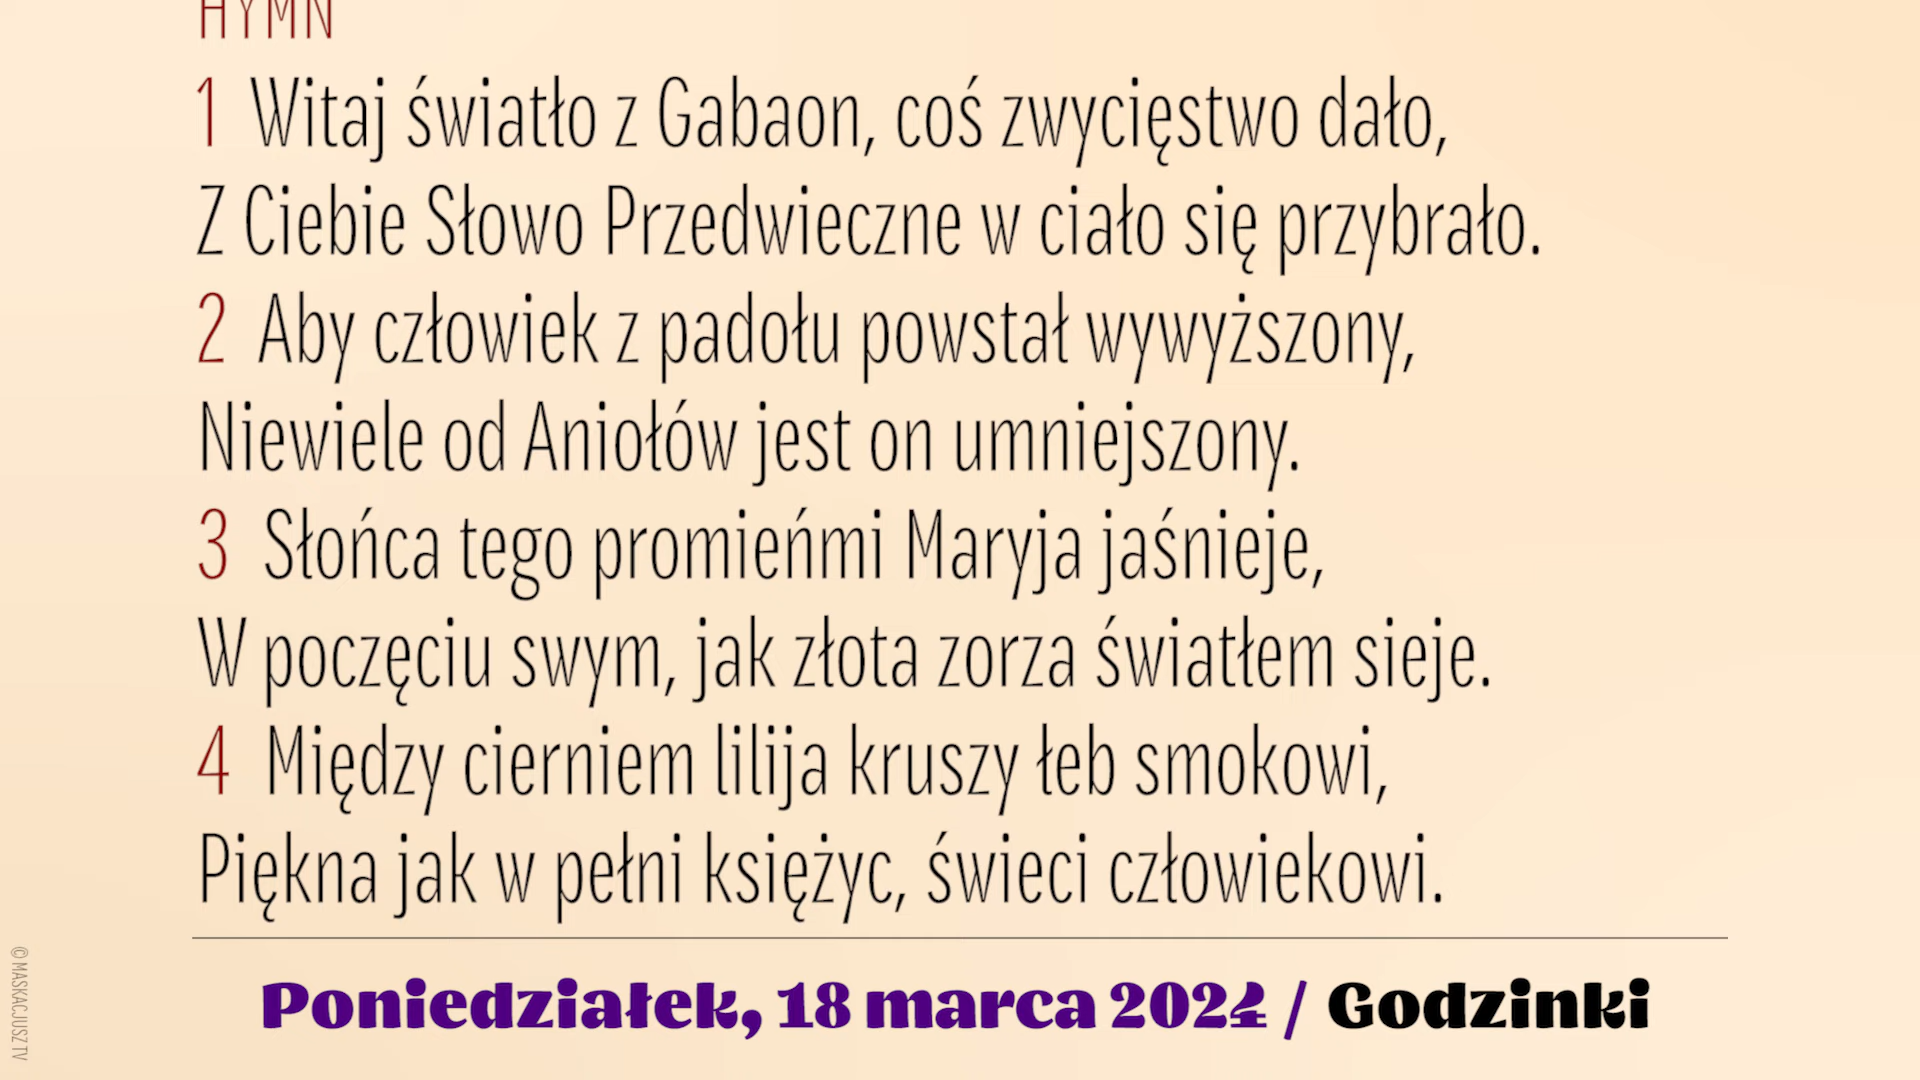 HYMN
1 Witaj światło z Gabaon, coś zwycięstwo dało,
Z Ciebie Słowo Przedwieczne w ciało się przybrało.
2 Aby człowiek z padołu powstał wywyższony,
Niewiele od Aniołów jest on umniejszony.
3 Słońca tego promieńmi Maryja jaśnieje,
W poczęciu swym, jak złota zorza światłem sieje.
4 Między cierniem lilija kruszy łeb smokowi,
Piękna jak w pełni księżyc, świeci człowiekowi.
Poniedziałek, 18 marca 2024 / Godzinki
© MASKACJUSZ TV